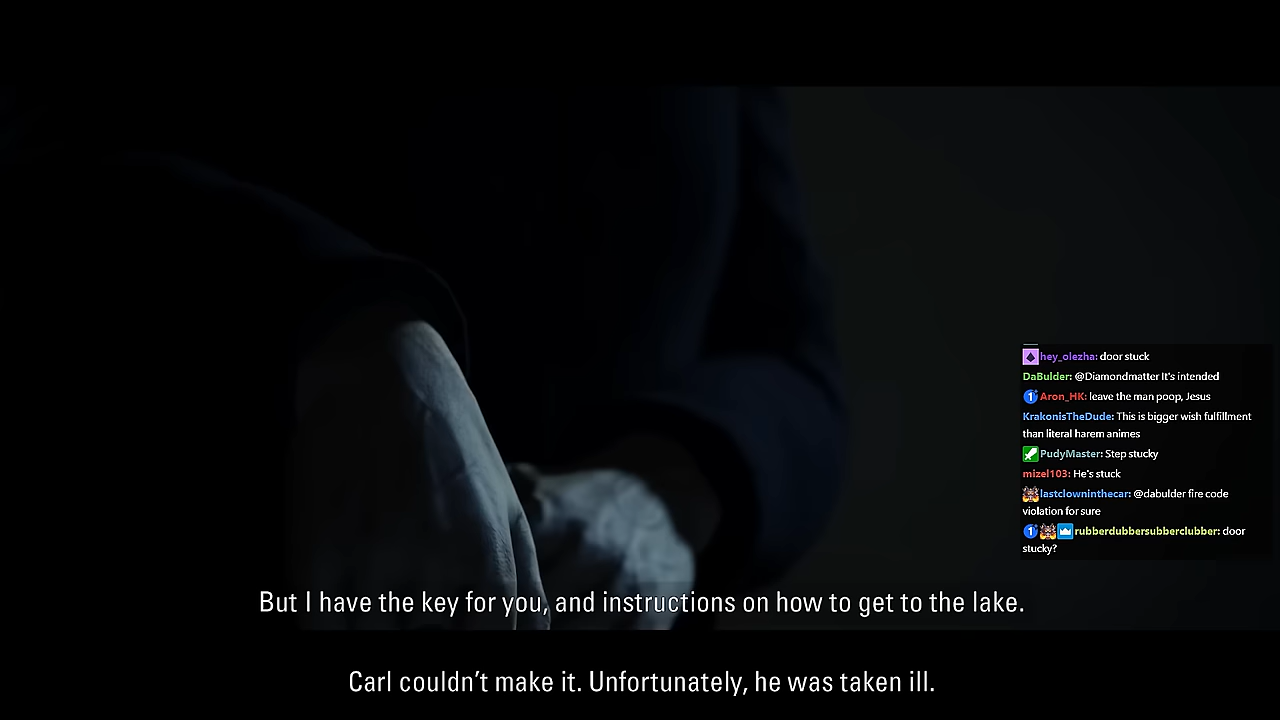 hey_olezha: door stuck
DaBulder: @Diamondmatter It's intended
Aron_HK: leave the man poop, Jesus
KrakonisTheDude: This is bigger wish fulfillment
than literal harem animes
PudyMaster: Step stucky
mizel103: He's stuck
lastclowninthecar: @dabulder fire code
violation for sure
rubberdubbersubberclubber: door
stucky?
But I have the key for you, and instructions on how to get to the lake.
Carl couldn't make it. Unfortunately, he was taken ill.